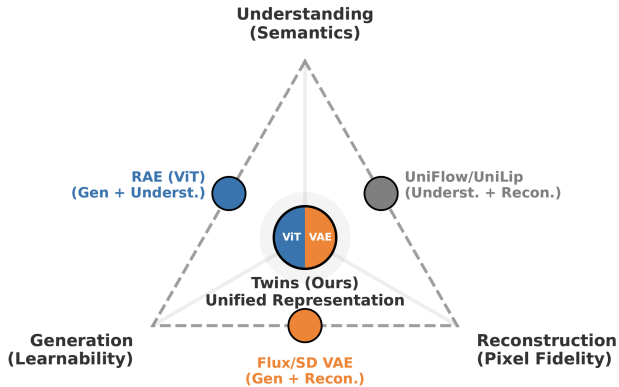 Understanding
(Semantics)
RAE (ViT)
(Gen + Underst.)
UniFlow/UniLip
(Underst. + Recon.)
ViT VAE
Twins (Ours)
Unified Representation
Generation
(Learnability)
Reconstruction
(Pixel Fidelity)
Flux/SD VAE
(Gen + Recon.)